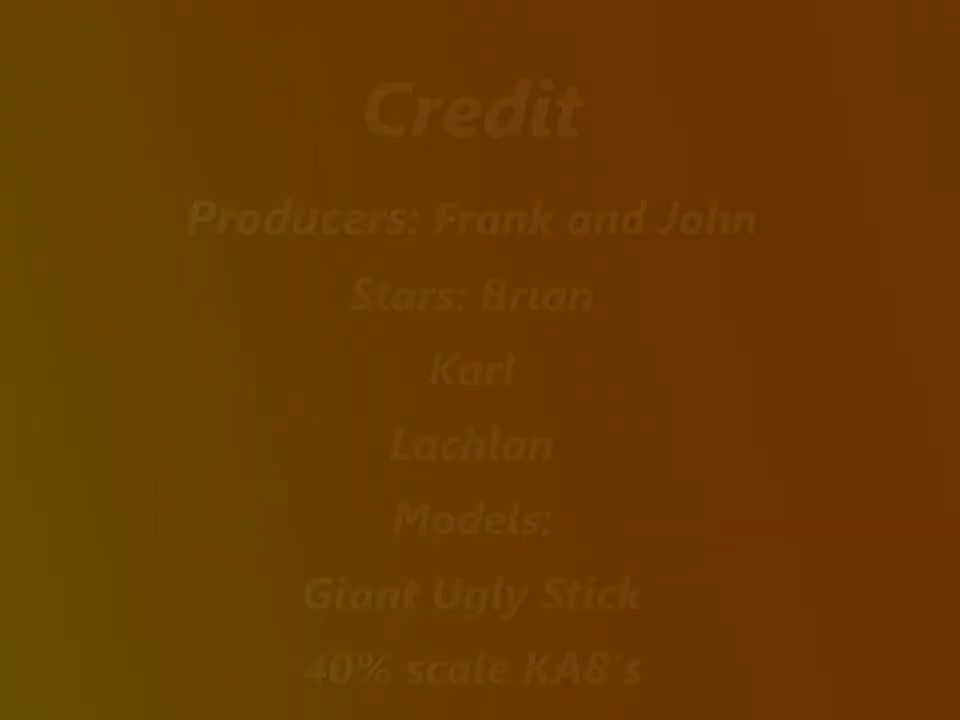 Credit
Producers: Frank and John
Stars: Brian
Karl
Lachlan
Models:
Giant Ugly Stick
40% scale KA8's